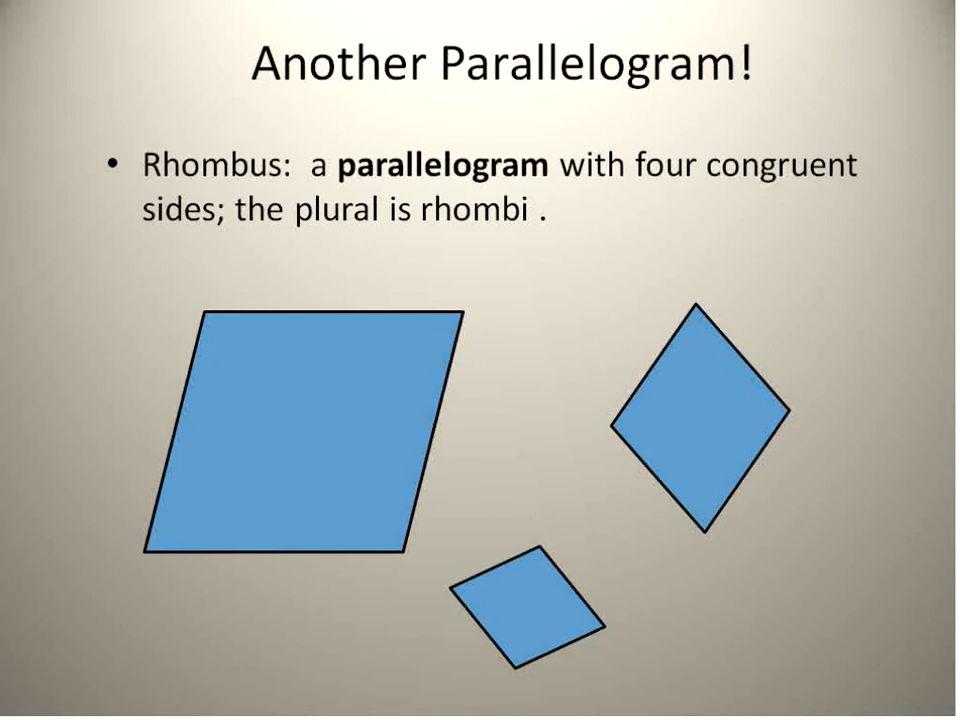 Another Parallelogram!
• Rhombus:  a parallelogram with four congruent
sides; the plural is rhombi .